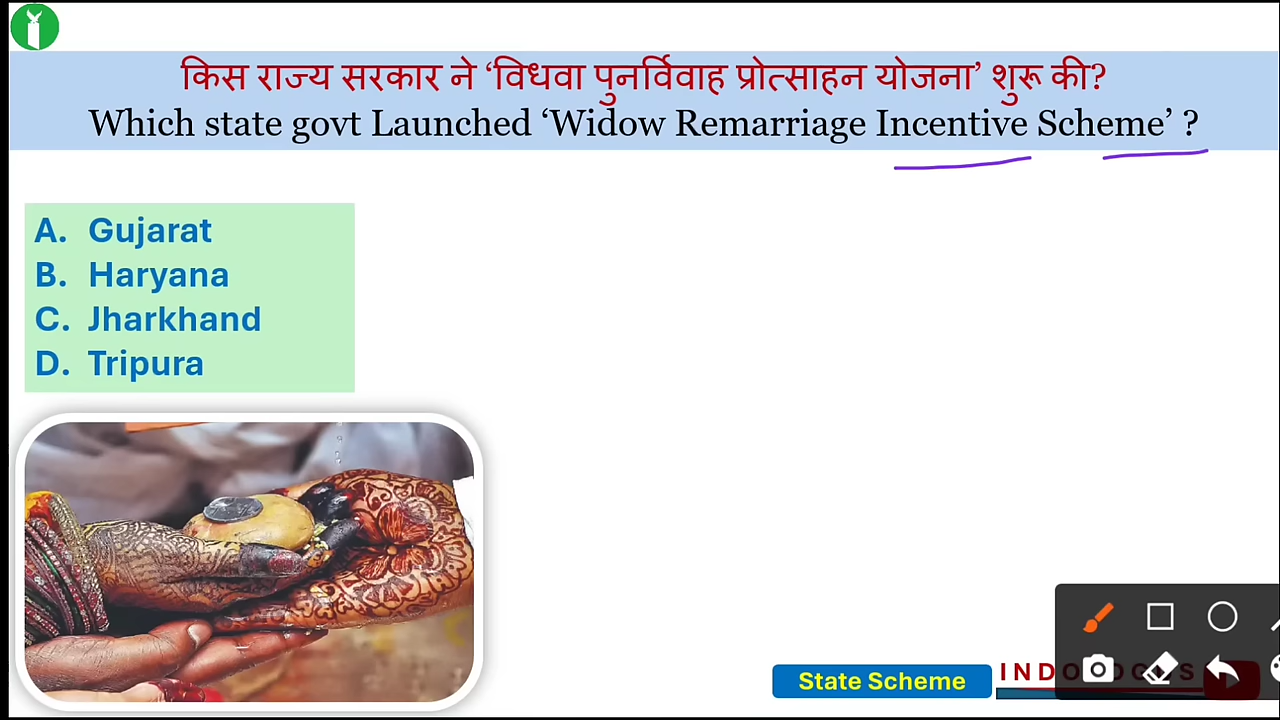 किस राज्य सरकार ने ‘विधवा पुनर्विवाह प्रोत्साहन योजना’ शुरू की?
Which state govt Launched ‘Widow Remarriage Incentive Scheme’ ?
A. Gujarat
B. Haryana
C. Jharkhand
D. Tripura
State Scheme